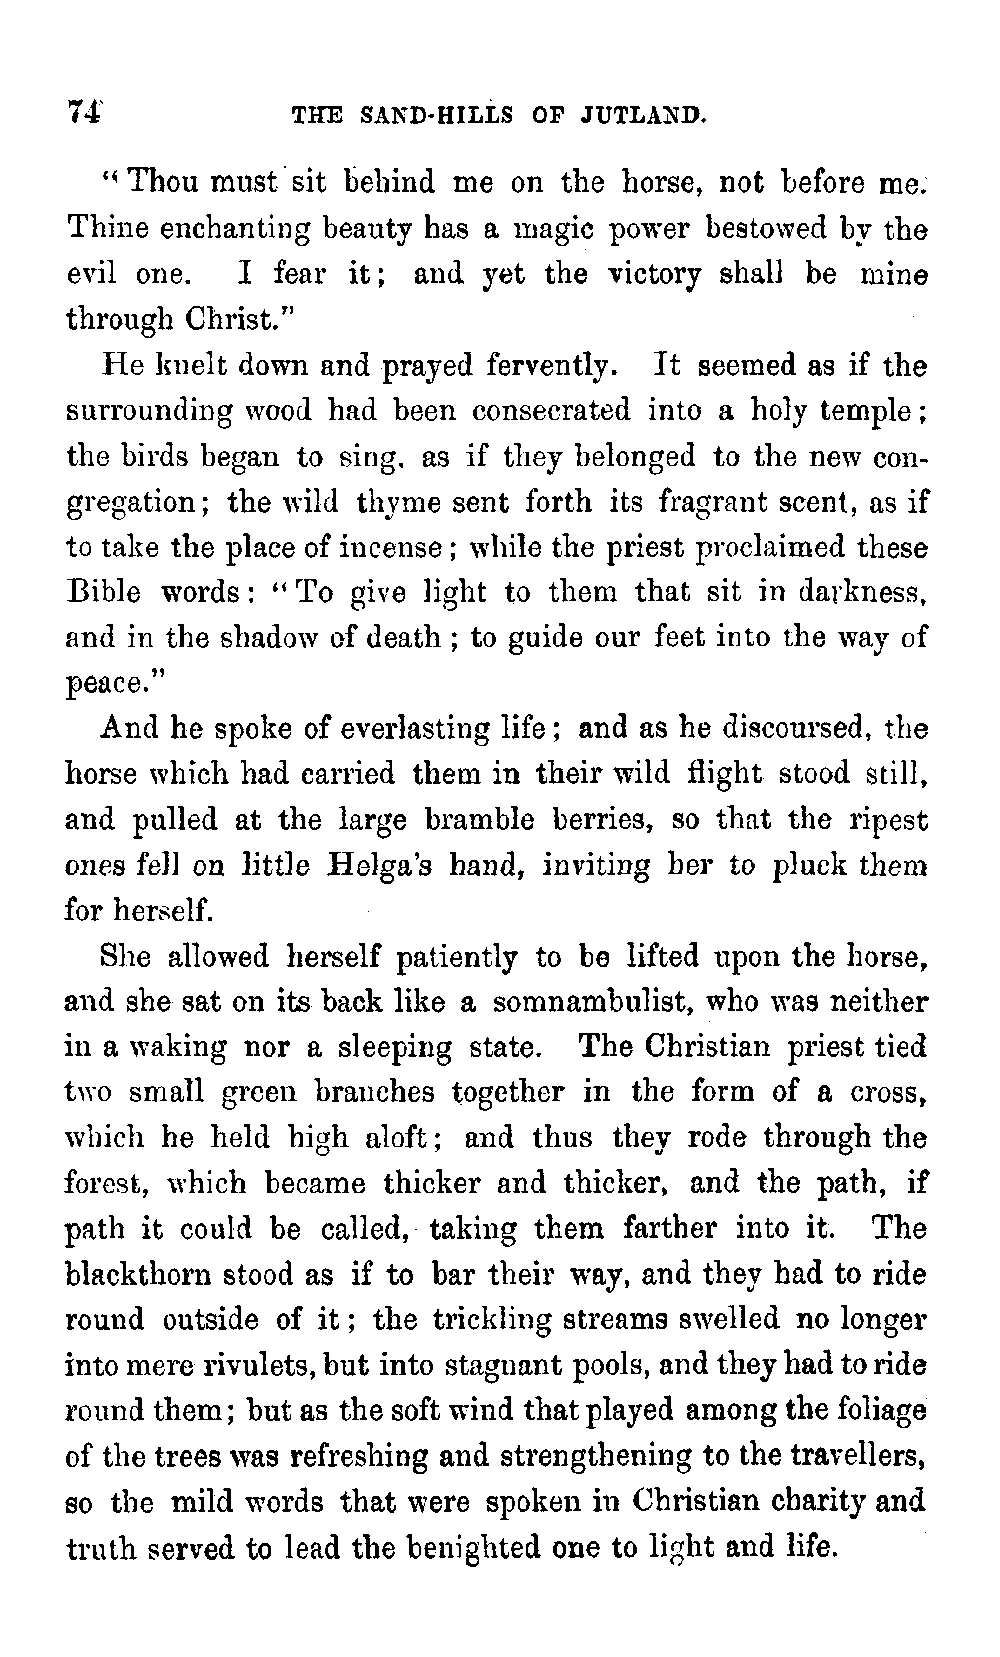 74 THE SAND-HILLS OF JUTLAND.
"Thou must sit behind me on the horse, not before me.
Thine enchanting beauty has a magic power bestowed by the
evil one. I fear it; and yet the victory shall be mine
through Christ."
He knelt down and prayed fervently. It seemed as if the
surrounding wood had been consecrated into a holy temple;
the birds began to sing, as if they belonged to the new con-
gregation; the wild thyme sent forth its fragrant scent, as if
to take the place of incense; while the priest proclaimed these
Bible words: "To give light to them that sit in darkness,
and in the shadow of death; to guide our feet into the way of
peace."
And he spoke of everlasting life; and as he discoursed, the
horse which had carried them in their wild flight stood still,
and pulled at the large bramble berries, so that the ripest
ones fell on little Helga's hand, inviting her to pluck them
for herself.
She allowed herself patiently to be lifted upon the horse,
and she sat on its back like a somnambulist, who was neither
in a waking nor a sleeping state. The Christian priest tied
two small green branches together in the form of a cross,
which he held high aloft; and thus they rode through the
forest, which became thicker and thicker, and the path, if
path it could be called, taking them farther into it. The
blackthorn stood as if to bar their way, and they had to ride
round outside of it; the trickling streams swelled no longer
into mere rivulets, but into stagnant pools, and they had to ride
round them; but as the soft wind that played among the foliage
of the trees was refreshing and strengthening to the travellers,
so the mild words that were spoken in Christian charity and
truth served to lead the benighted one to light and life.